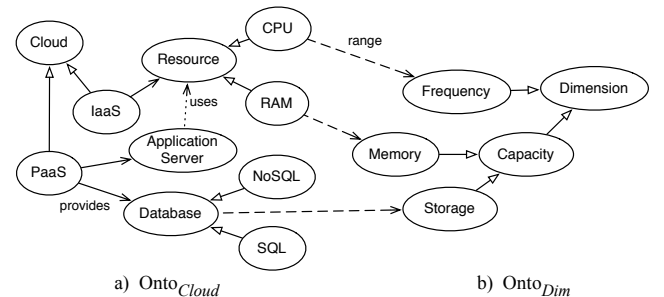 CPU
Cloud
range
Resource
Frequency
Dimension
IaaS
RAM
uses
Application
Server
Memory
Capacity
PaaS
NoSQL
provides
Database
Storage
SQL
a) Onto_Cloud
b) Onto_Dim